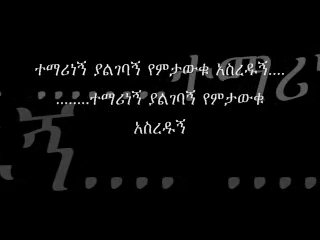 ተማሪነኝ ያልገባኝ የምታውቁ አስረዱኝ....
........ተማሪነኝ ያልገባኝ የምታውቁ
አስረዱኝ